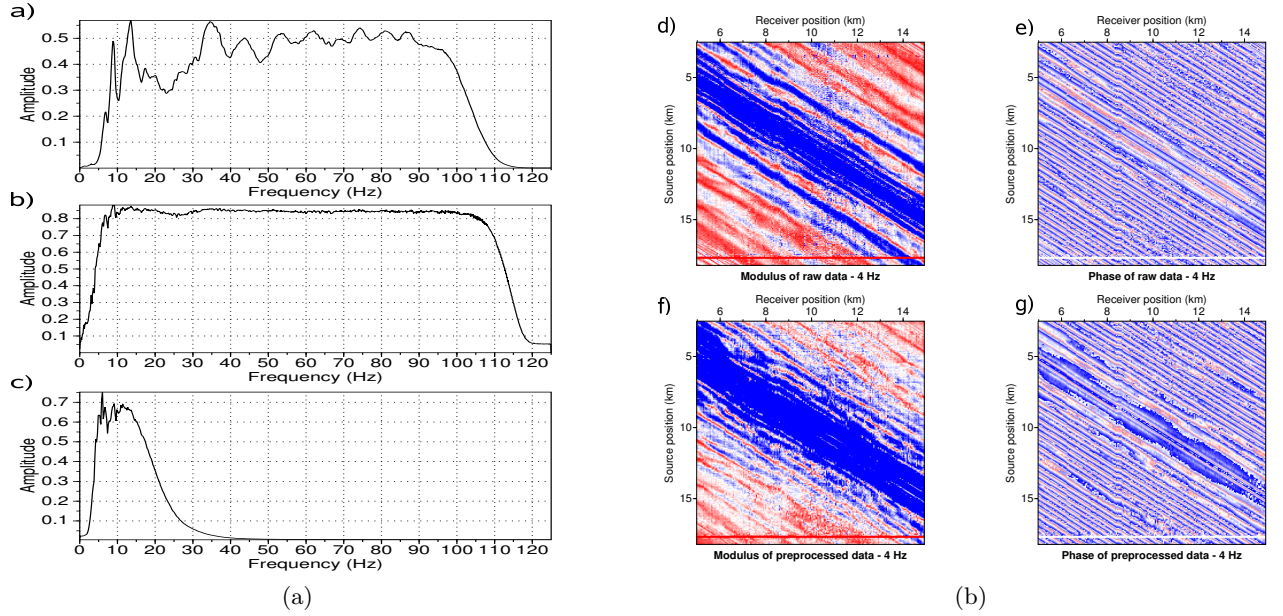 a)
0.5
0.4
0.3
0.2
0.1
Amplitude
0 10 20 30 40 50 60 70 80 90 100 110 120
Frequency (Hz)
b)
0.8
0.7
0.6
0.5
0.4
0.3
0.2
0.1
Amplitude
0 10 20 30 40 50 60 70 80 90 100 110 120
Frequency (Hz)
c)
0.7
0.6
0.5
0.4
0.3
0.2
0.1
Amplitude
0 10 20 30 40 50 60 70 80 90 100 110 120
Frequency (Hz)
(a)
d)
Receiver position (km)
6 8 10 12 14
Source position (km)
5
10
15
Modulus of raw data - 4 Hz
e)
Receiver position (km)
6 8 10 12 14
Source position (km)
5
10
15
Phase of raw data - 4 Hz
f)
Receiver position (km)
6 8 10 12 14
Source position (km)
5
10
15
Modulus of preprocessed data - 4 Hz
g)
Receiver position (km)
6 8 10 12 14
Source position (km)
5
10
15
Phase of preprocessed data - 4 Hz
(b)